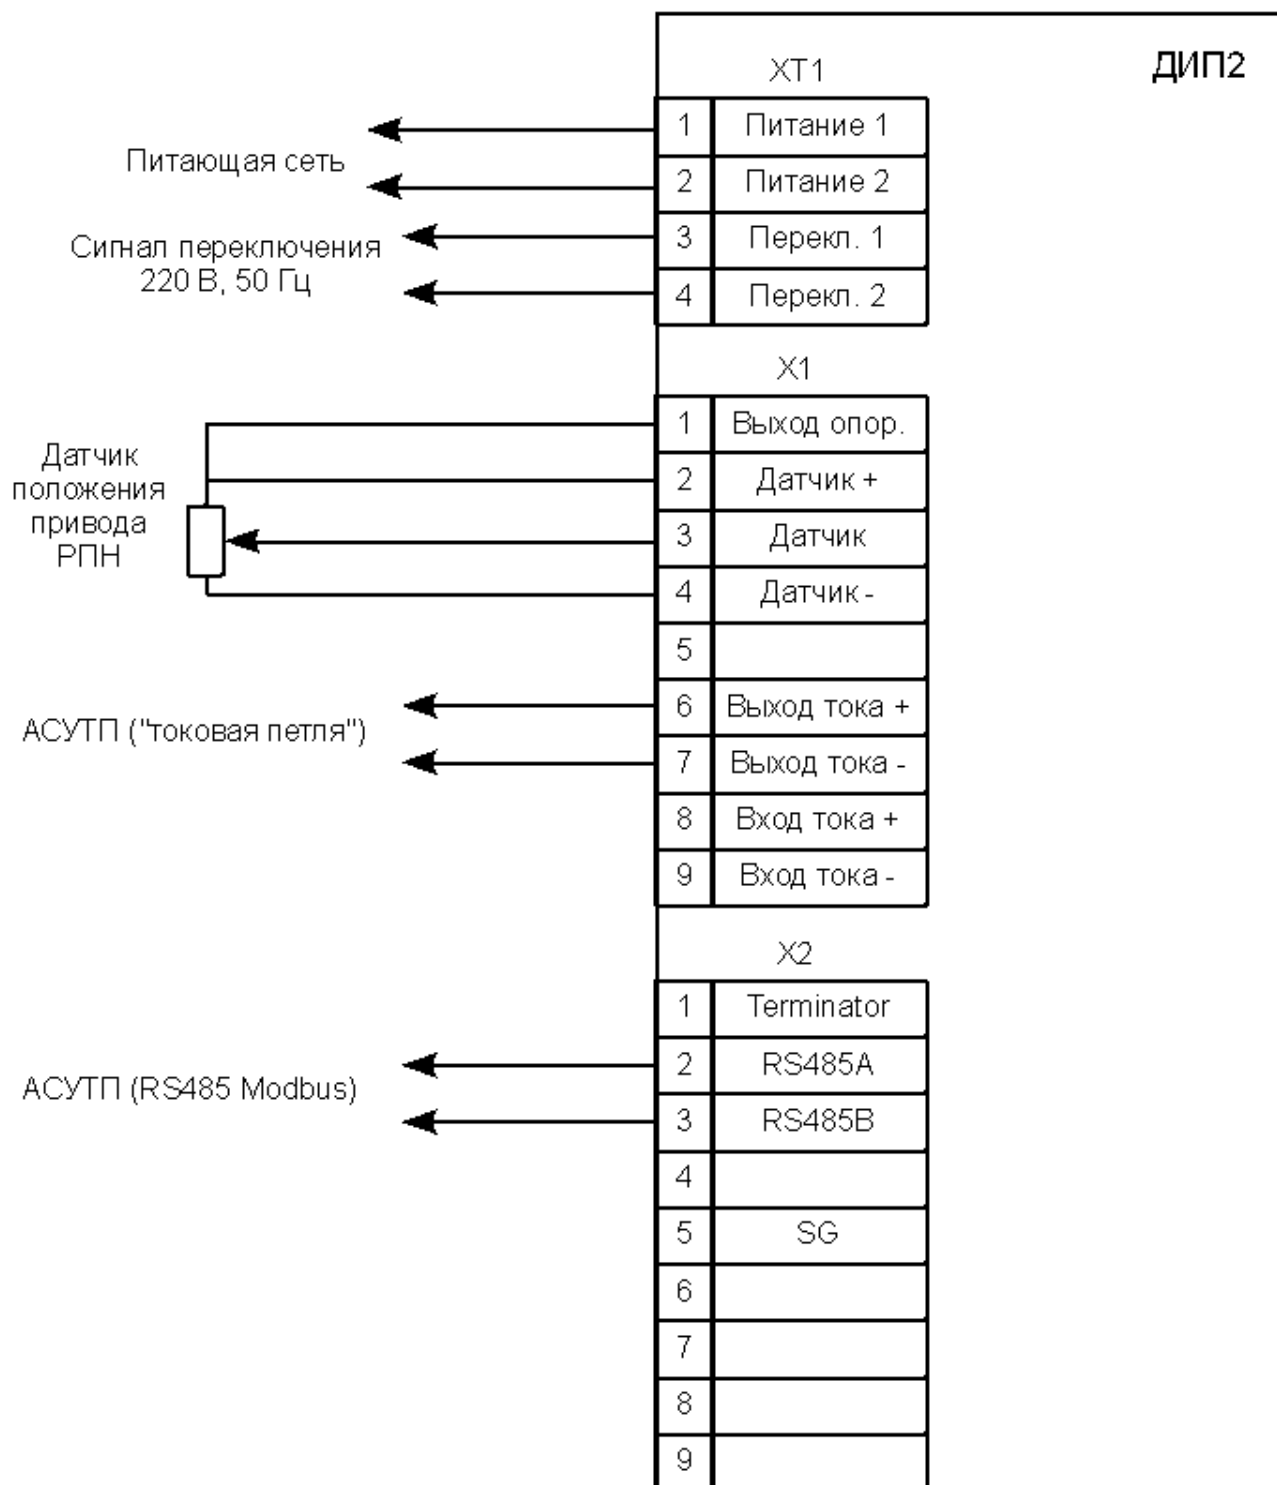 ДИП2
XT1
1 Питание 1
2 Питание 2
3 Перекл. 1
4 Перекл. 2
Питающая сеть
Сигнал переключения
220 В, 50 Гц
X1
1 Выход опор.
2 Датчик +
3 Датчик
4 Датчик -
5
6 Выход тока +
7 Выход тока -
8 Вход тока +
9 Вход тока -
Датчик
положения
привода
РПН
АСУТП ("токовая петля")
X2
1 Terminator
2 RS485A
3 RS485B
4
5 SG
6
7
8
9
АСУТП (RS485 Modbus)